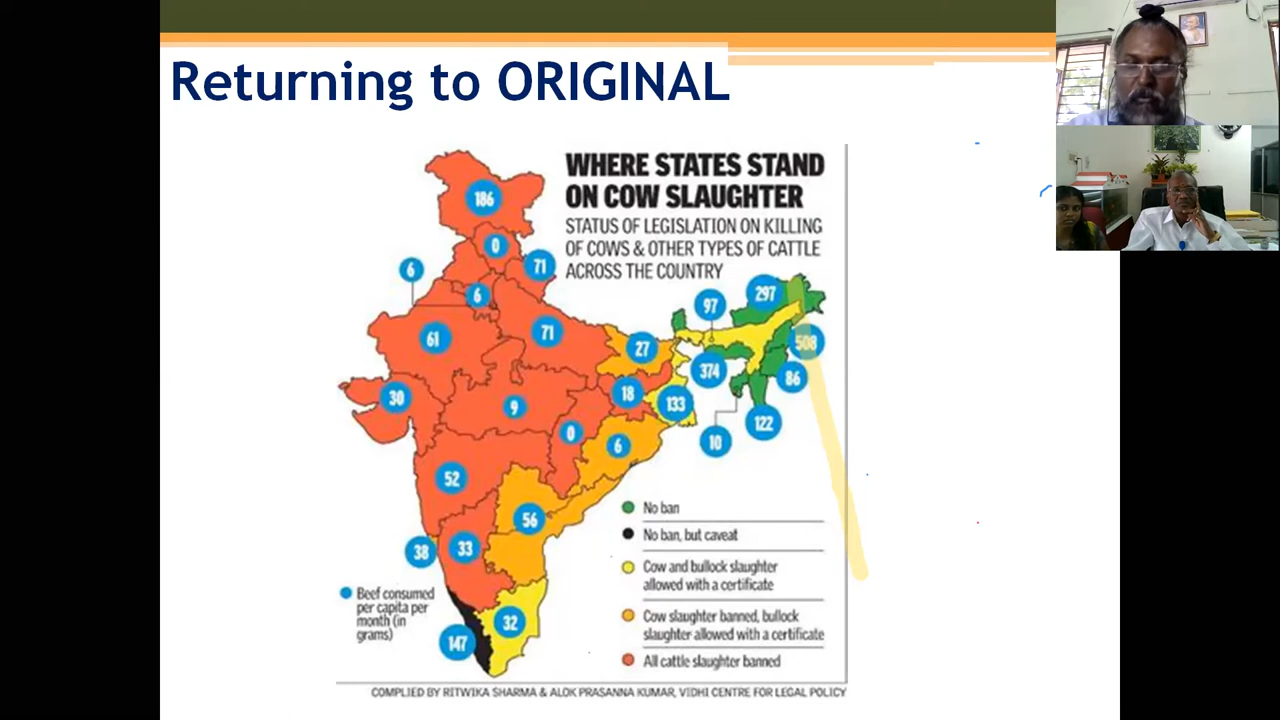 Returning to ORIGINAL
WHERE STATES STAND
ON COW SLAUGHTER
STATUS OF LEGISLATION ON KILLING
OF COWS & OTHER TYPES OF CATTLE
ACROSS THE COUNTRY
186
0
6
71
6
297
97
61
71
508
27
374
86
30
18
133
9
122
0
10
6
52
56
38
33
32
147
No ban
No ban, but caveat
Cow and bullock slaughter
allowed with a certificate
Cow slaughter banned, bullock
slaughter allowed with a certificate
All cattle slaughter banned
Beef consumed
per capita per
month (in
grams)
COMPLIED BY RITWIKA SHARMA & ALOK PRASANNA KUMAR, VIDHI CENTRE FOR LEGAL POLICY